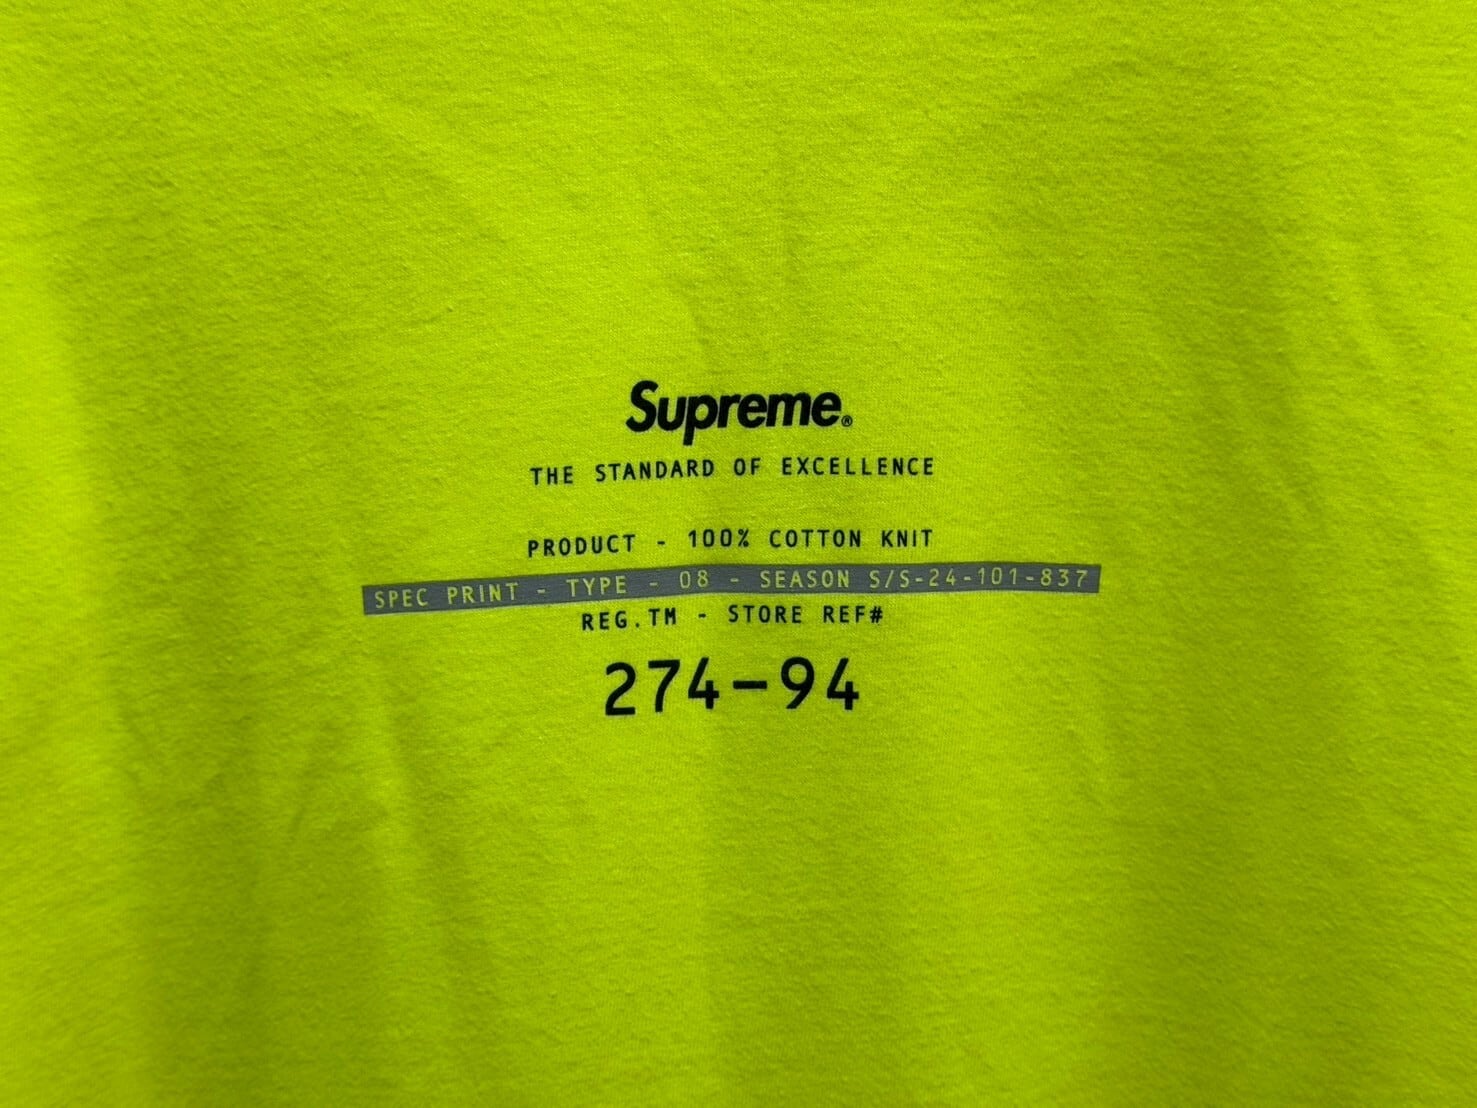 Supreme®
THE STANDARD OF EXCELLENCE
PRODUCT - 100% COTTON KNIT
SPEC PRINT - TYPE - 08 - SEASON S/S-24-101-837
REG.TM - STORE REF#
274-94